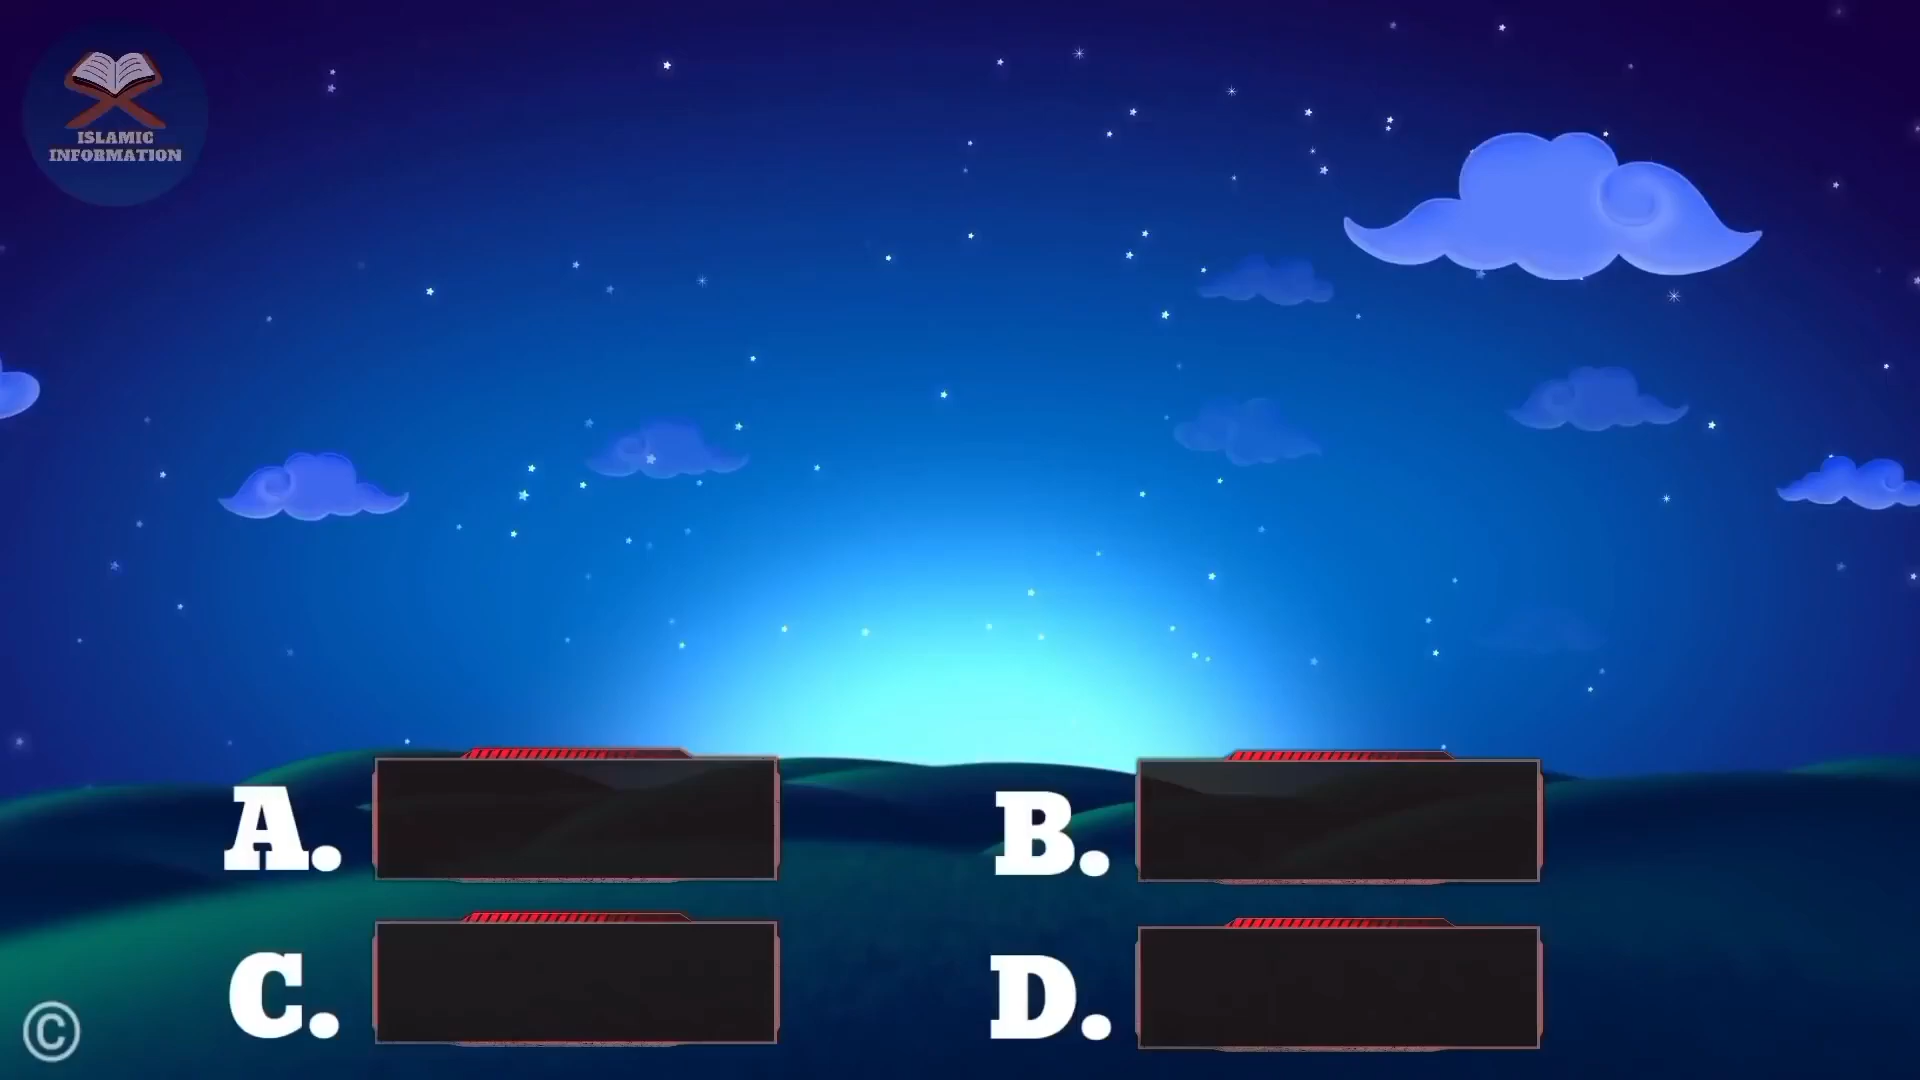 ISLAMIC
INFORMATION
A.
B.
C.
D.
©